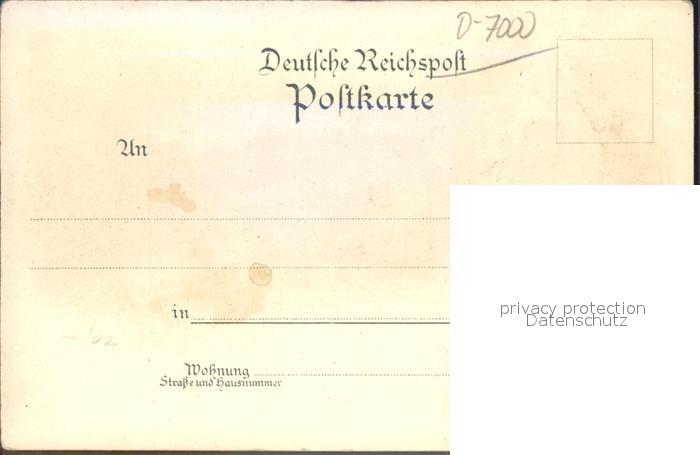 D-7000
Deutsche Reichspost
Postkarte
An
in
Wohnung
Straße und Hausnummer
privacy protection
Datenschutz